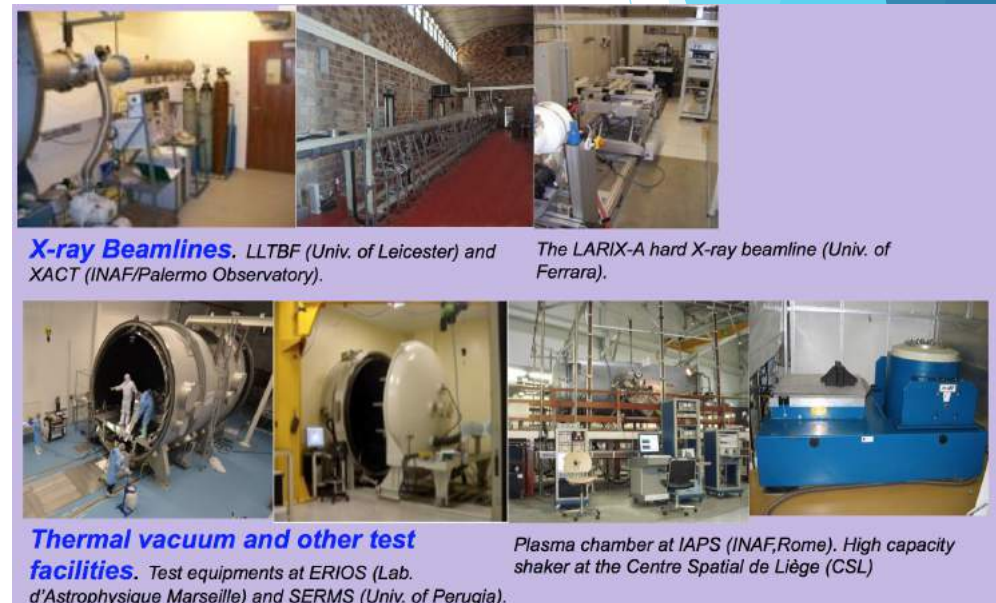 X-ray Beamlines. LLTBF (Univ. of Leicester) and
XACT (INAF/Palermo Observatory).
The LARIX-A hard X-ray beamline (Univ. of
Ferrara).
Thermal vacuum and other test
facilities. Test equipments at ERIOS (Lab.
d'Astrophysique Marseille) and SERMS (Univ. of Perugia).
Plasma chamber at IAPS (INAF,Rome). High capacity
shaker at the Centre Spatial de Liège (CSL)